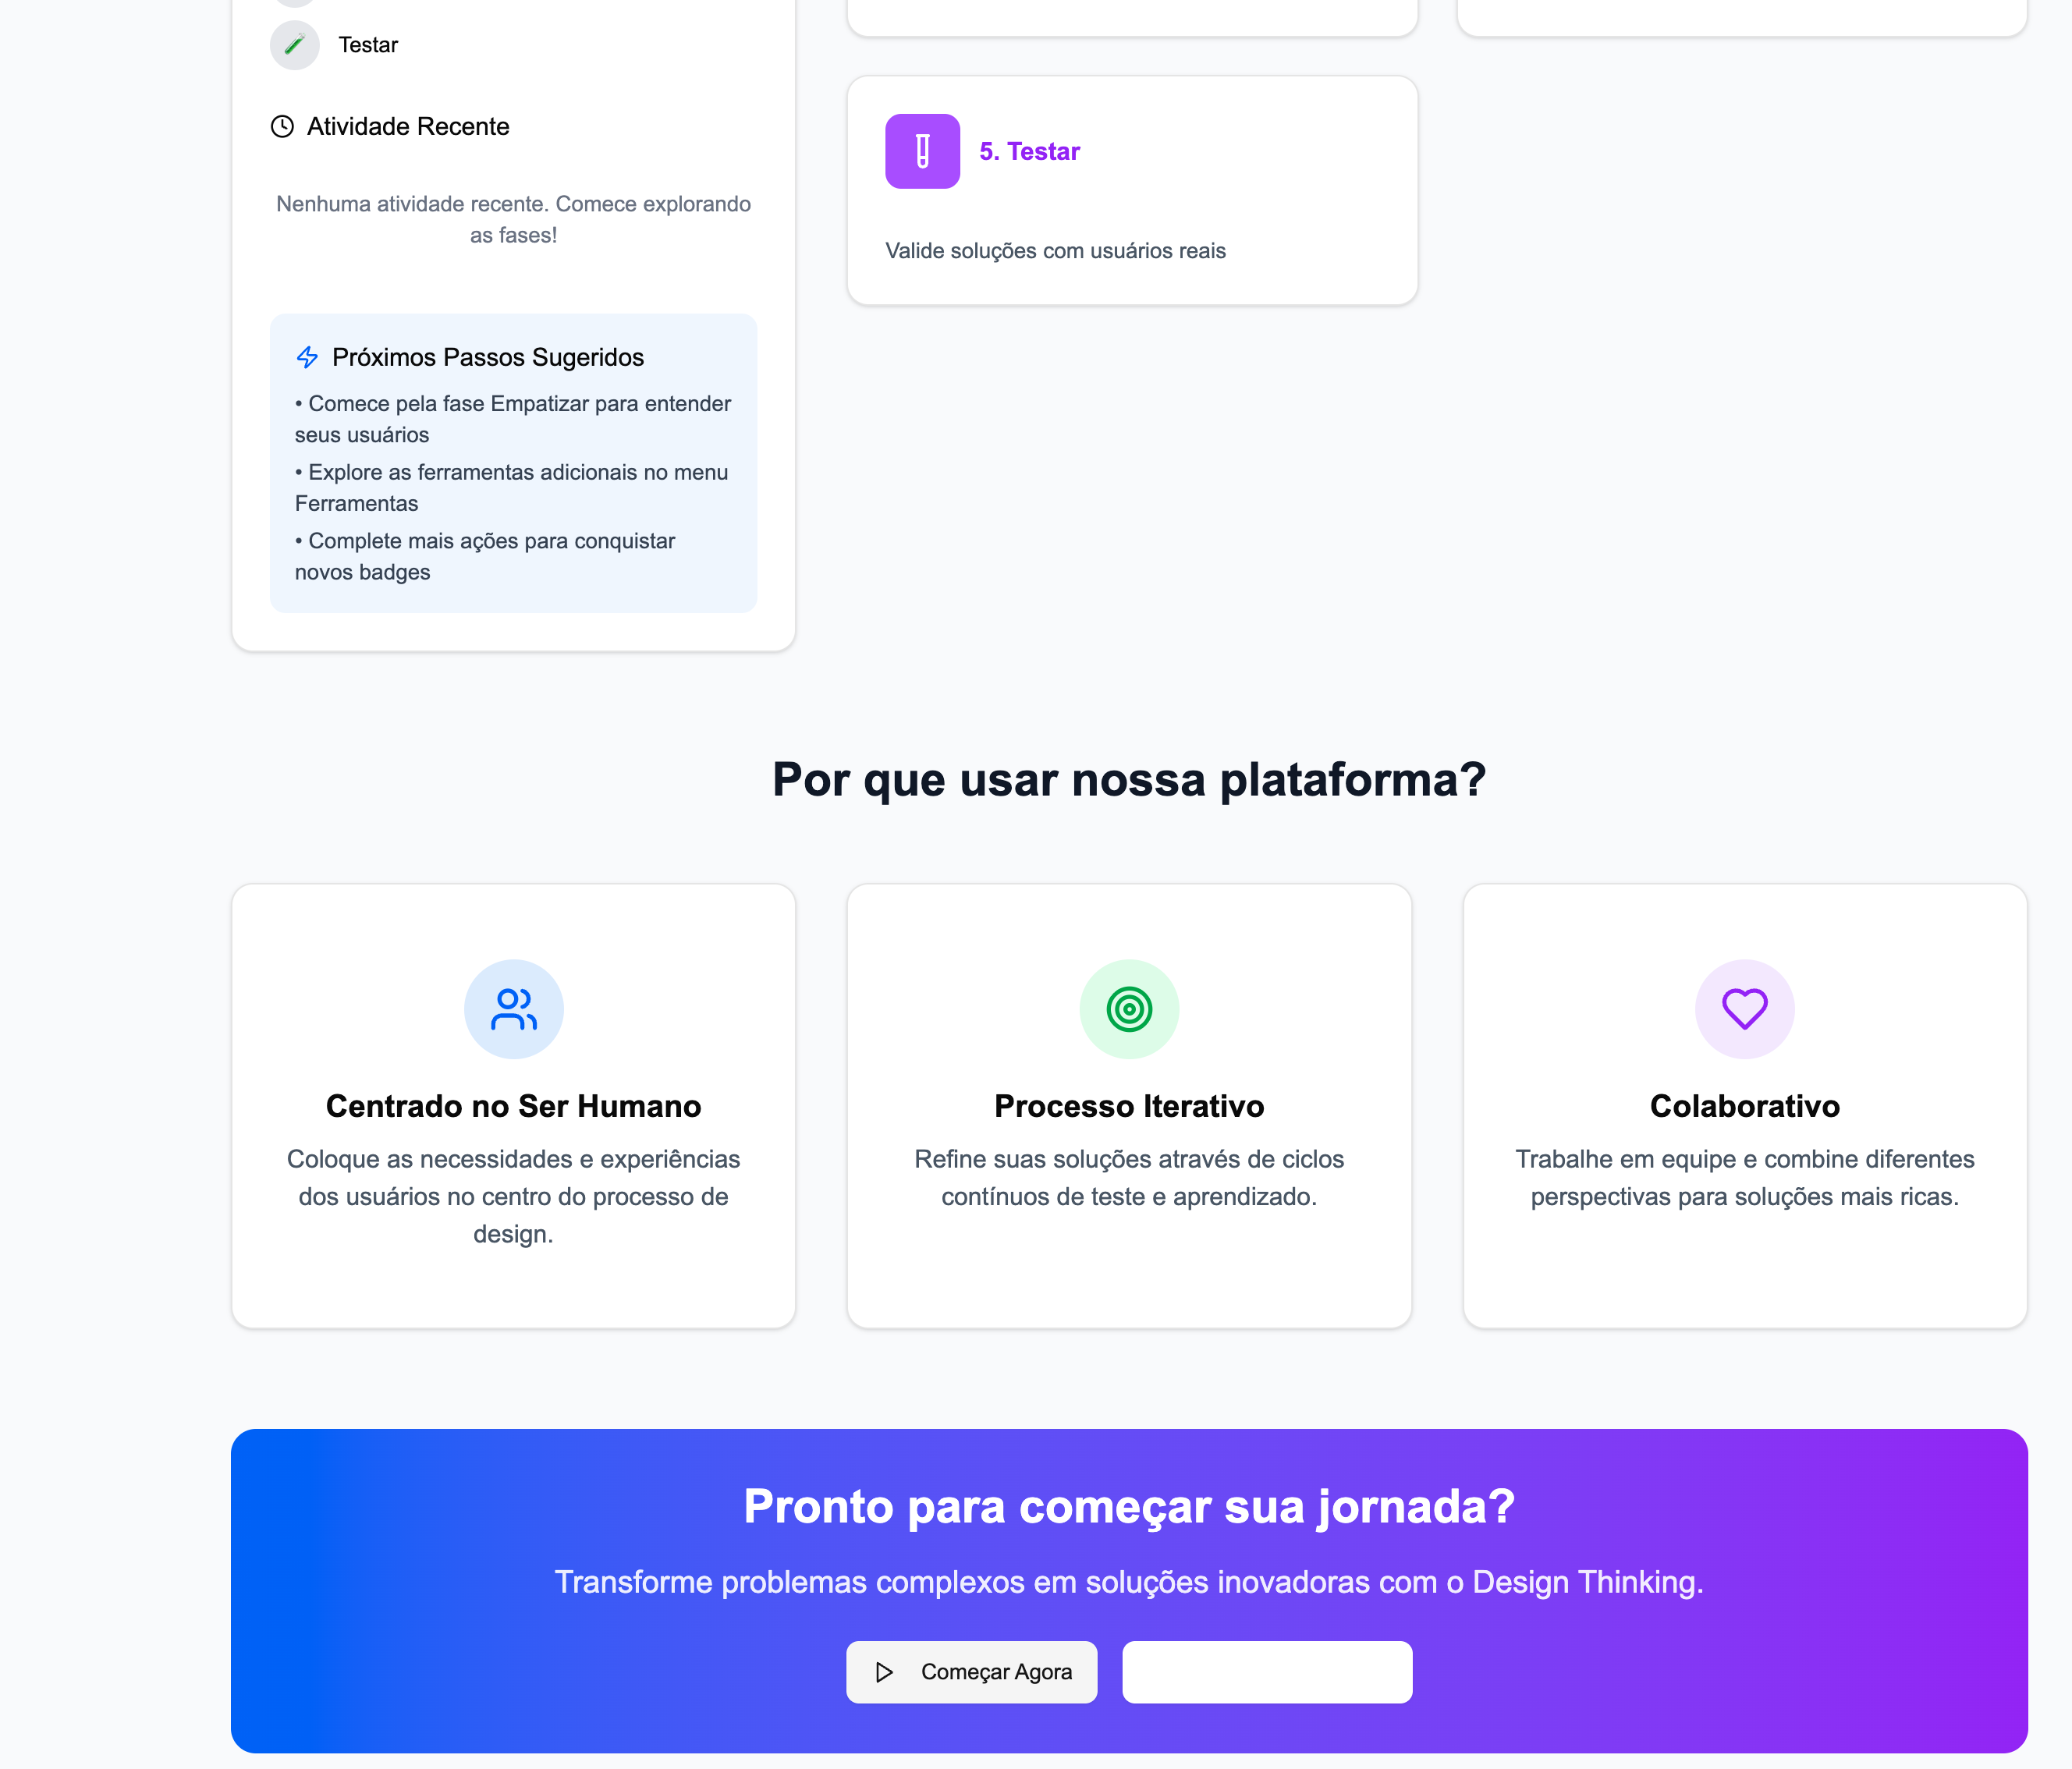 Testar
Atividade Recente
Nenhuma atividade recente. Comece explorando
as fases!
Próximos Passos Sugeridos
• Comece pela fase Empatizar para entender
seus usuários
• Explore as ferramentas adicionais no menu
Ferramentas
• Complete mais ações para conquistar
novos badges
5. Testar
Valide soluções com usuários reais
Por que usar nossa plataforma?
Centrado no Ser Humano
Coloque as necessidades e experiências
dos usuários no centro do processo de
design.
Processo Iterativo
Refine suas soluções através de ciclos
contínuos de teste e aprendizado.
Colaborativo
Trabalhe em equipe e combine diferentes
perspectivas para soluções mais ricas.
Pronto para começar sua jornada?
Transforme problemas complexos em soluções inovadoras com o Design Thinking.
Começar Agora